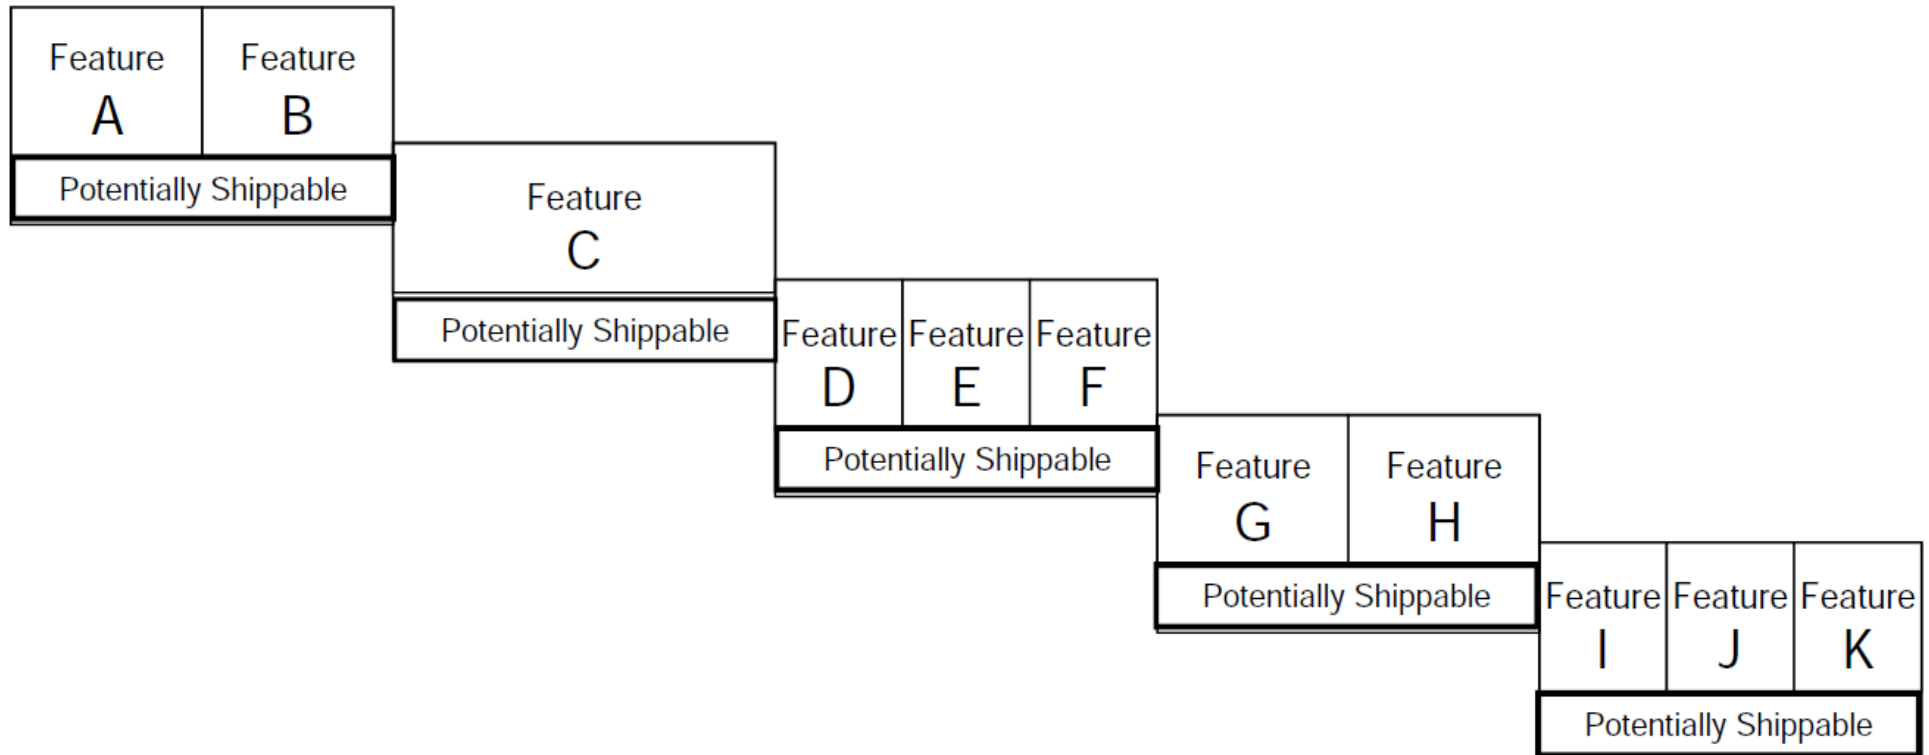 Feature
A
Feature
B
Potentially Shippable
Feature
C
Potentially Shippable
Feature
D
Feature
E
Feature
F
Potentially Shippable
Feature
G
Feature
H
Potentially Shippable
Feature
I
Feature
J
Feature
K
Potentially Shippable